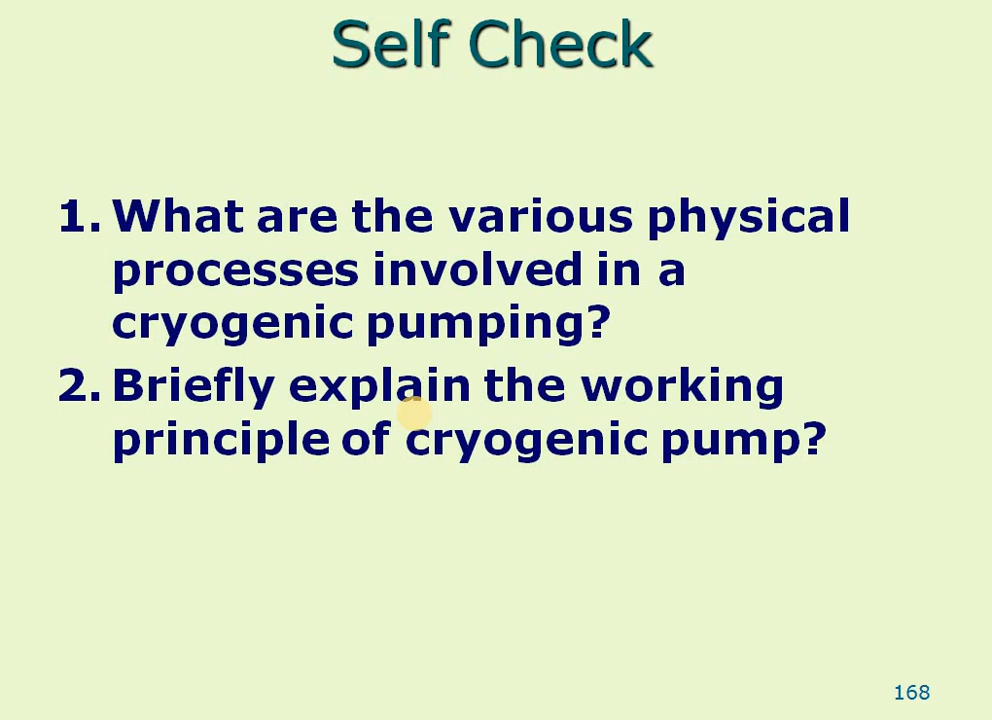 Self Check
1. What are the various physical
processes involved in a
cryogenic pumping?
2. Briefly explain the working
principle of cryogenic pump?
168